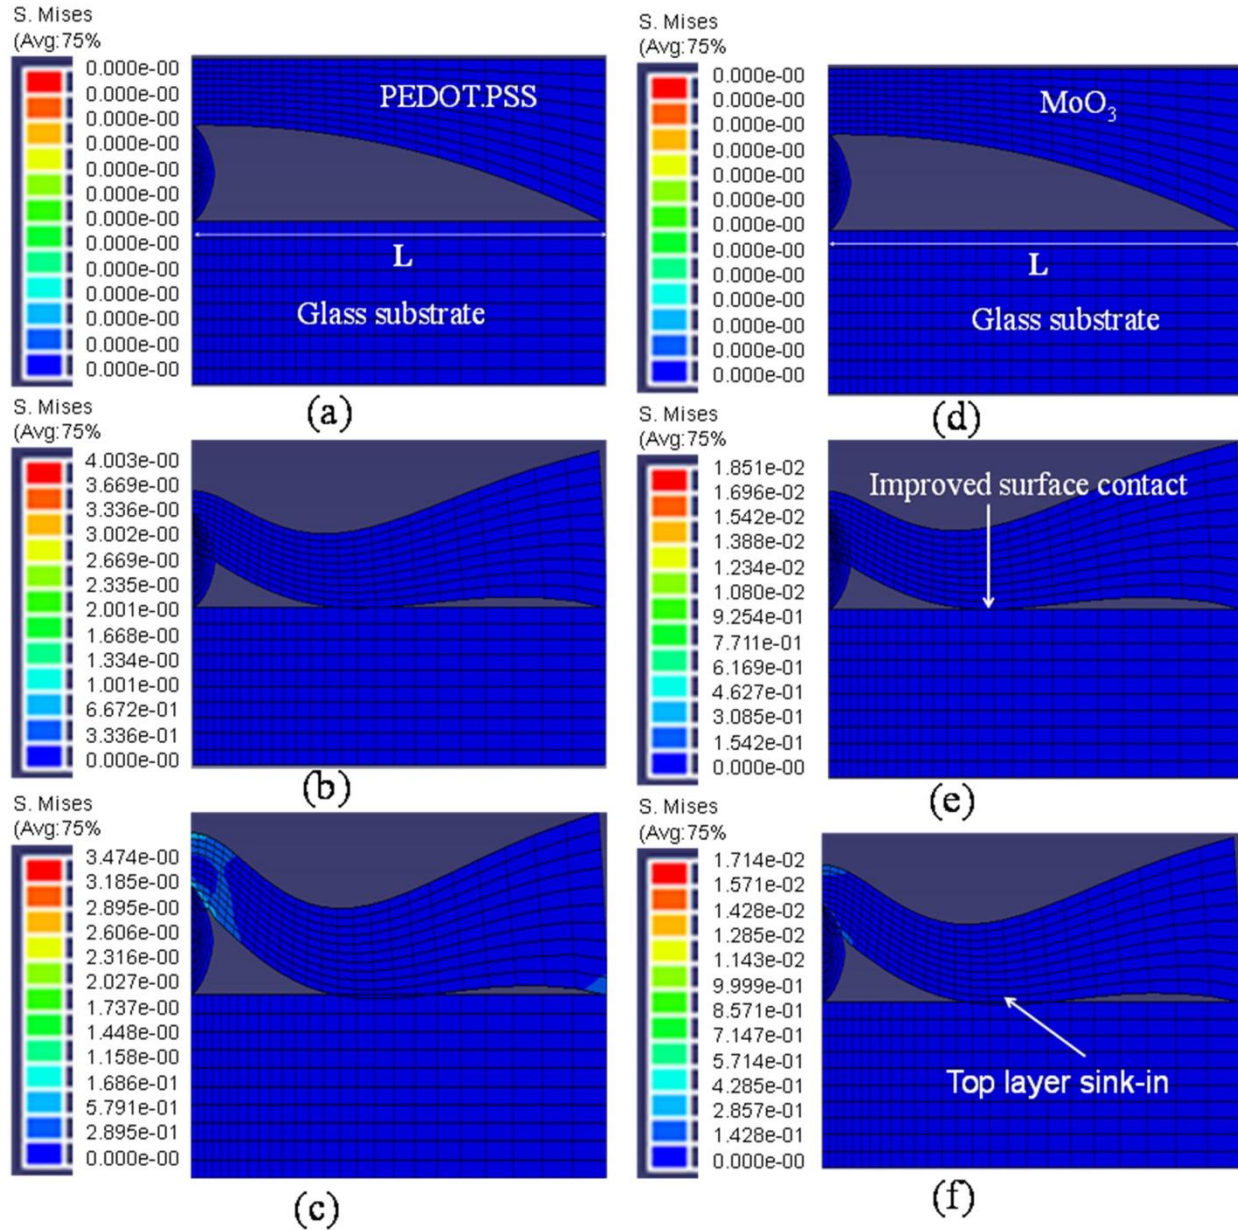 S. Mises
(Avg:75%
0.000e-00
0.000e-00
0.000e-00
0.000e-00
0.000e-00
0.000e-00
0.000e-00
0.000e-00
0.000e-00
0.000e-00
0.000e-00
0.000e-00
PEDOT.PSS
L
Glass substrate
(a)
S. Mises
(Avg:75%
0.000e-00
0.000e-00
0.000e-00
0.000e-00
0.000e-00
0.000e-00
0.000e-00
0.000e-00
0.000e-00
0.000e-00
0.000e-00
0.000e-00
MoO3
L
Glass substrate
(d)
S. Mises
(Avg:75%
4.003e-00
3.669e-00
3.336e-00
3.002e-00
2.669e-00
2.335e-00
2.001e-00
1.668e-00
1.334e-00
1.001e-00
6.672e-01
3.336e-01
0.000e-00
(b)
S. Mises
(Avg:75%
1.851e-02
1.696e-02
1.542e-02
1.388e-02
1.234e-02
1.080e-02
9.254e-01
7.711e-01
6.169e-01
4.627e-01
3.085e-01
1.542e-01
0.000e-00
Improved surface contact
(e)
S. Mises
(Avg:75%
3.474e-00
3.185e-00
2.895e-00
2.606e-00
2.316e-00
2.027e-00
1.737e-00
1.448e-00
1.158e-00
1.686e-01
5.791e-01
2.895e-01
0.000e-00
(c)
S. Mises
(Avg:75%
1.714e-02
1.571e-02
1.428e-02
1.285e-02
1.143e-02
9.999e-01
8.571e-01
7.147e-01
5.714e-01
4.285e-01
2.857e-01
1.428e-01
0.000e-00
Top layer sink-in
(f)